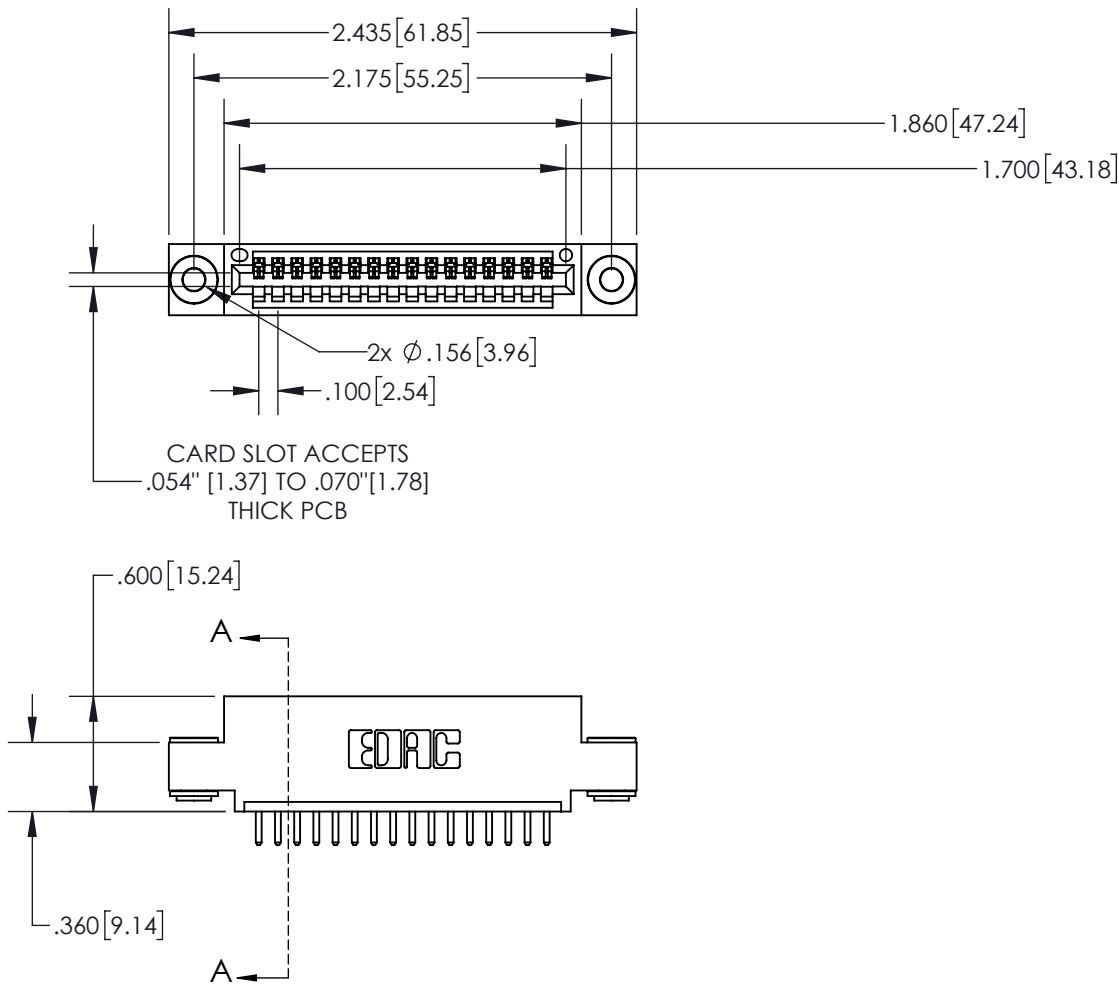 2.435[61.85]
2.175[55.25]
1.860[47.24]
1.700[43.18]
2x Ø.156[3.96]
.100[2.54]
CARD SLOT ACCEPTS
.054" [1.37] TO .070"[1.78]
THICK PCB
.600[15.24]
A
EDAC
.360[9.14]
A